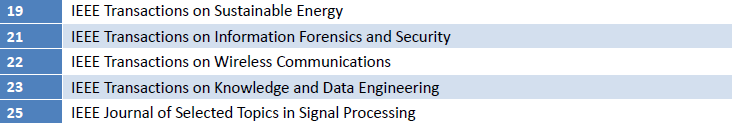 19 IEEE Transactions on Sustainable Energy
21 IEEE Transactions on Information Forensics and Security
22 IEEE Transactions on Wireless Communications
23 IEEE Transactions on Knowledge and Data Engineering
25 IEEE Journal of Selected Topics in Signal Processing